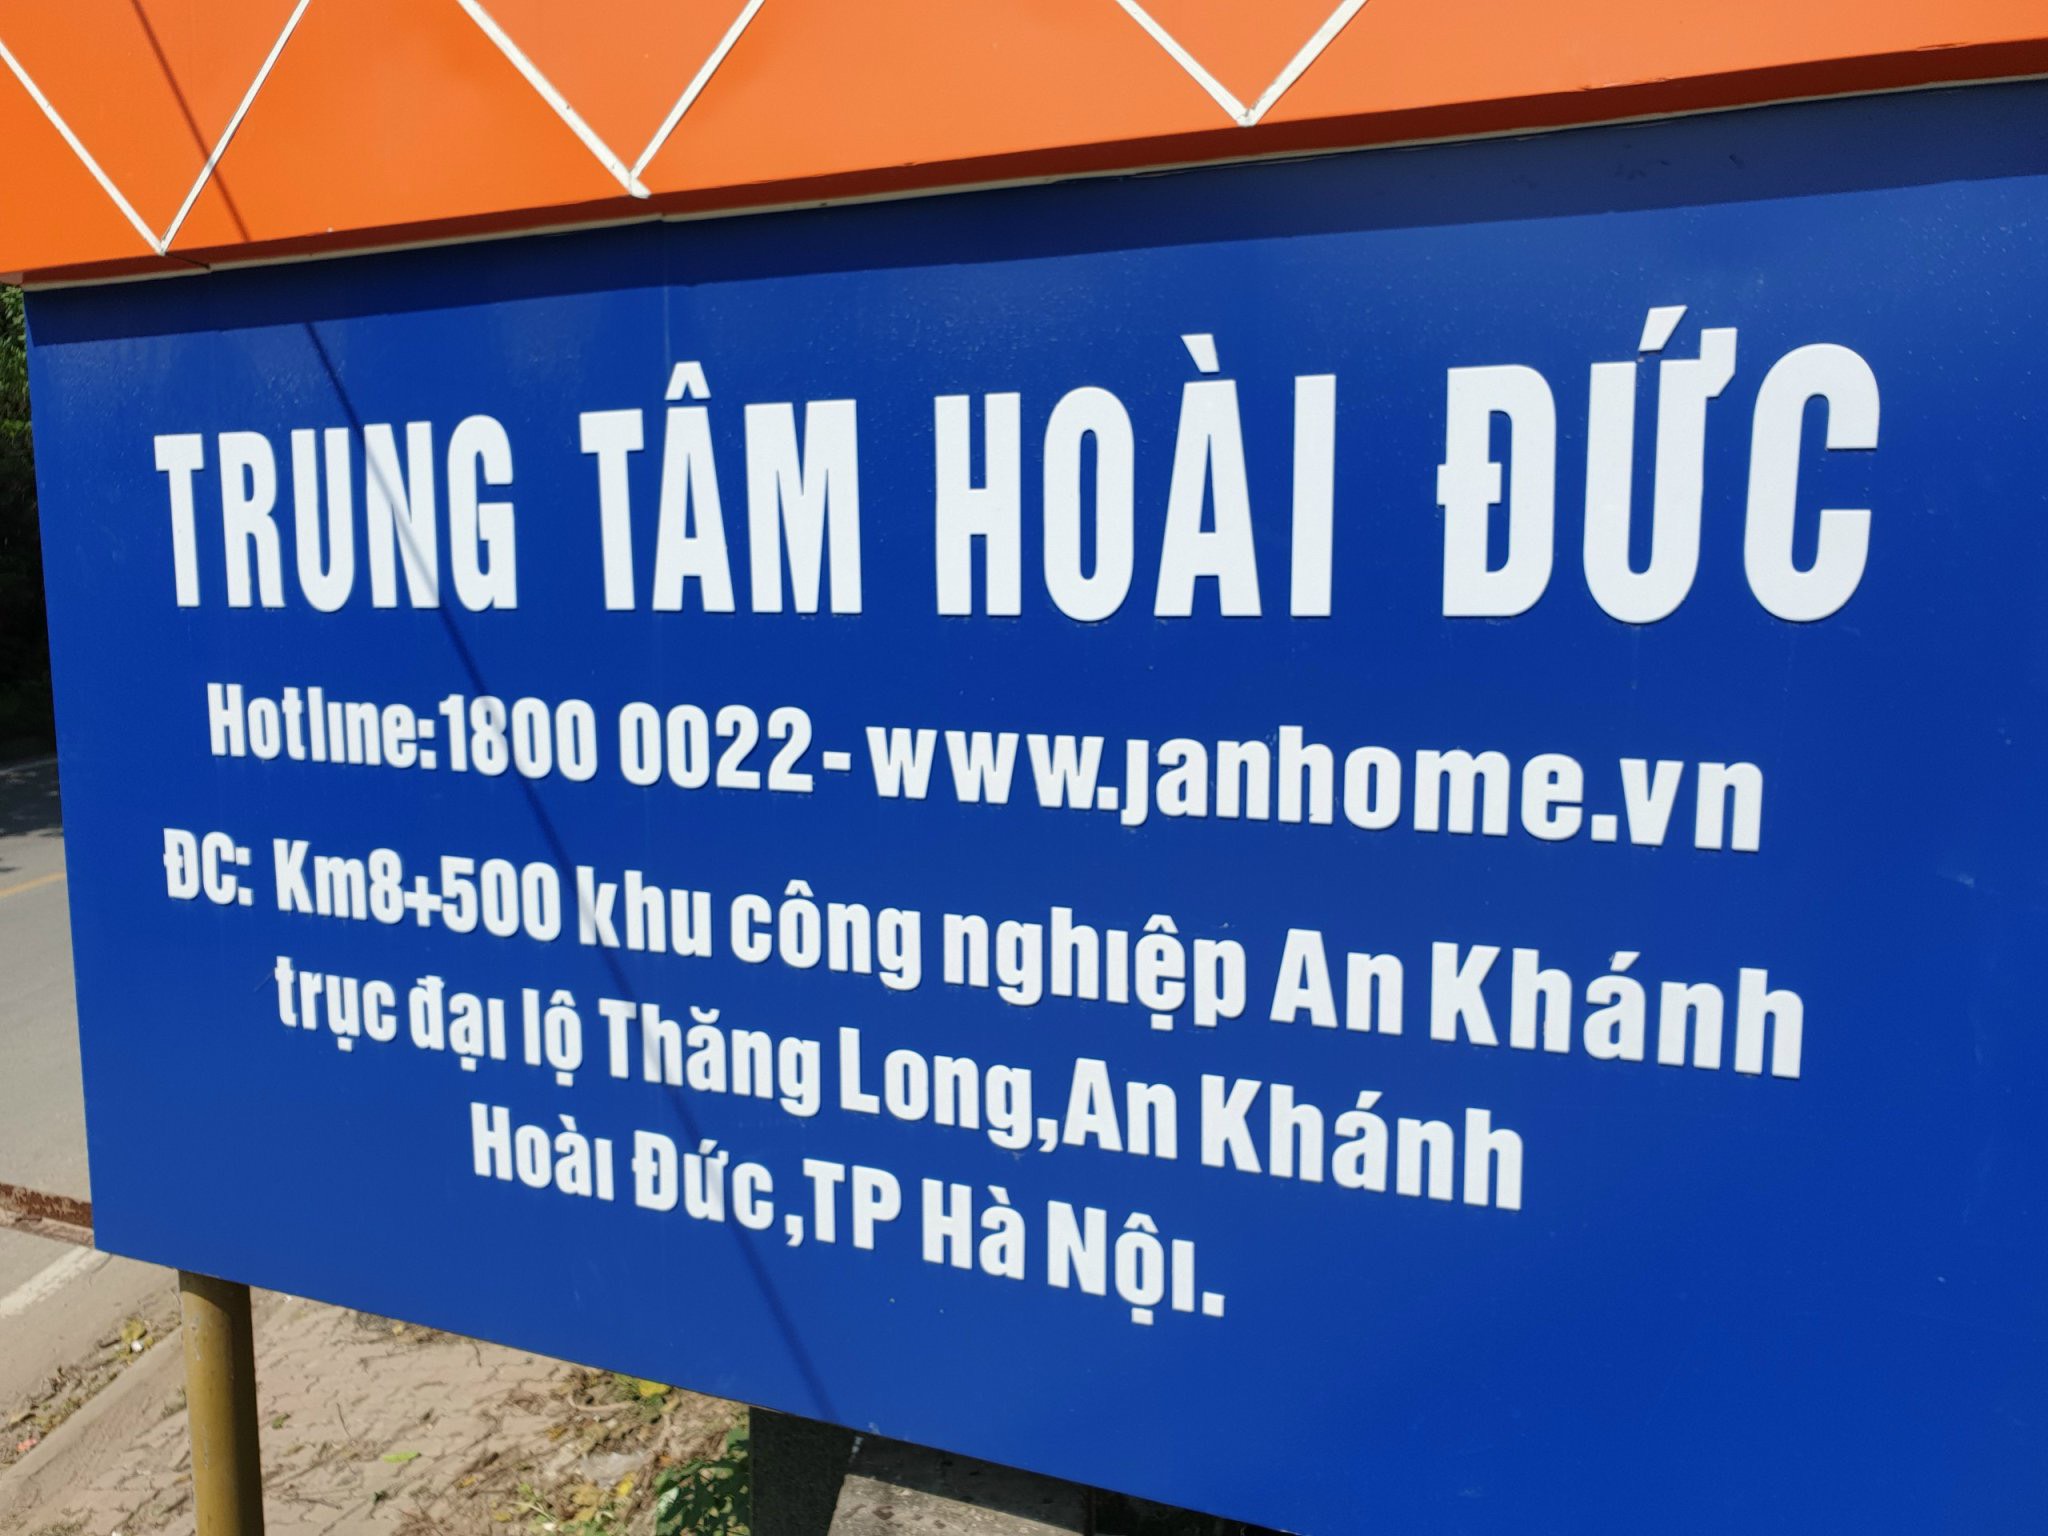 TRUNG TÂM HOÀI ĐỨC
Hotline:1800 0022- www.janhome.vn
ĐC: Km8+500 khu công nghiệp An Khánh
trục đại lộ Thăng Long,An Khánh
Hoài Đức,TP Hà Nội.